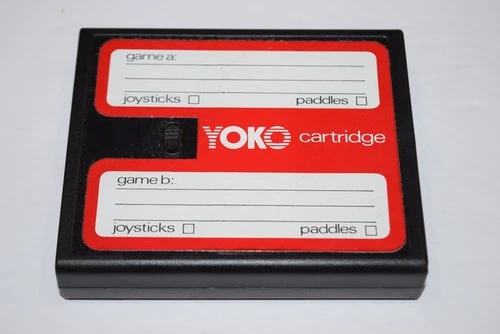 game a:
joysticks paddles
YOKO cartridge
game b:
joysticks paddles